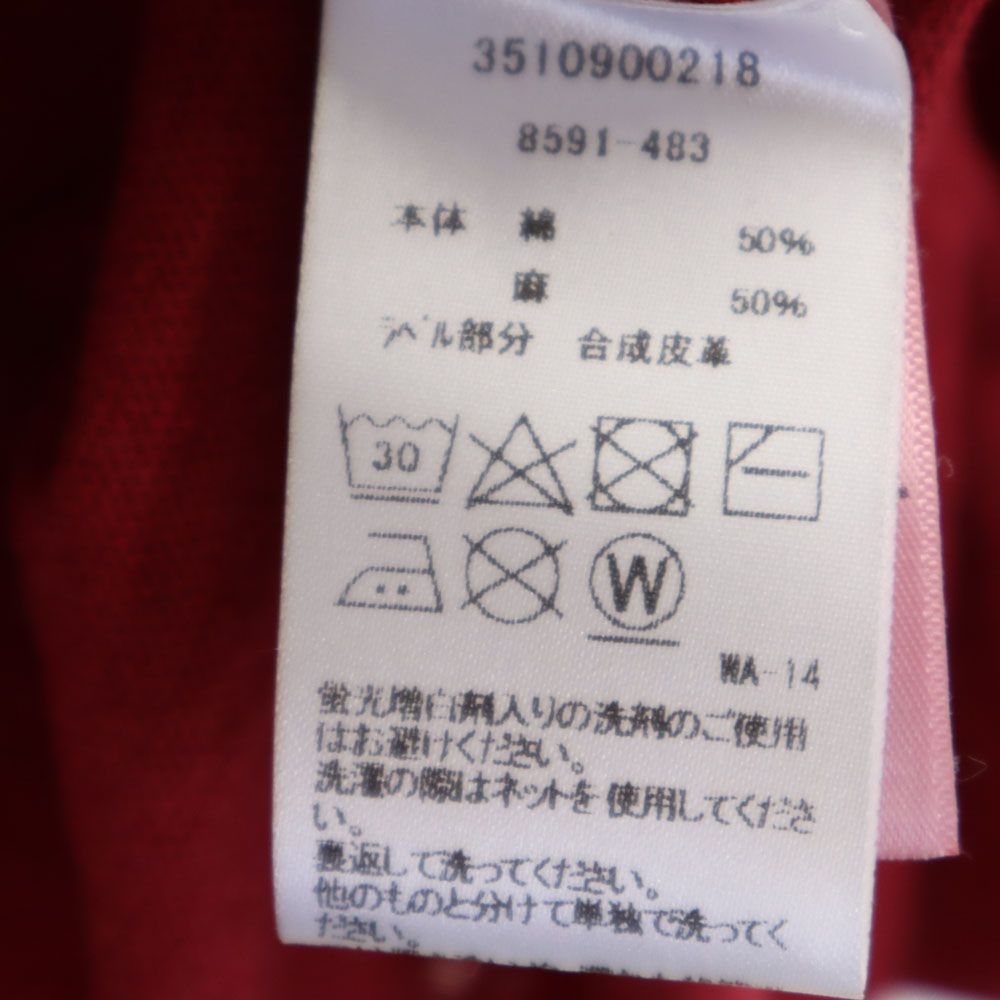 3510900218
8591-483
本体 綿 50%
麻 50%
ラベル部分 合成皮革
30
W
WA-14
蛍光増白剤入りの洗剤のご使用
はお避けください。
洗濯の際はネットを使用してくださ
い。
裏返して洗ってください。
他のものと分けて単独で洗ってく
ださい。